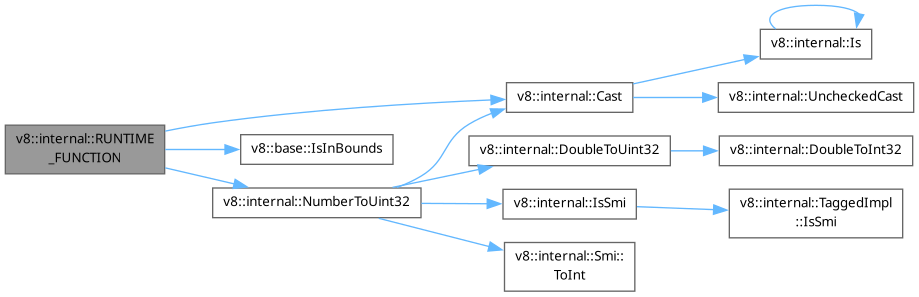 v8::internal::RUNTIME
_FUNCTION
v8::internal::Cast
v8::internal::Is
v8::internal::UncheckedCast
v8::base::IsInBounds
v8::internal::NumberToUint32
v8::internal::DoubleToUint32
v8::internal::DoubleToInt32
v8::internal::IsSmi
v8::internal::TaggedImpl
::IsSmi
v8::internal::Smi::
ToInt